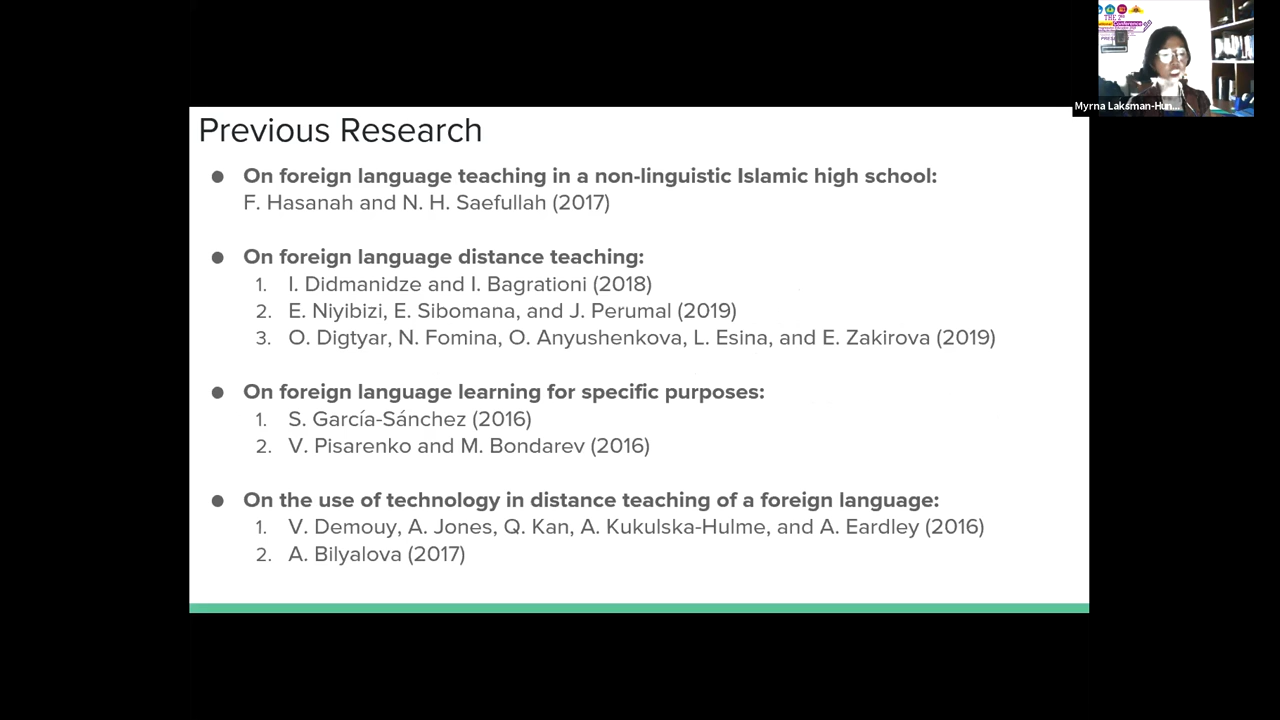 Previous Research
● On foreign language teaching in a non-linguistic Islamic high school:
F. Hasanah and N. H. Saefullah (2017)
● On foreign language distance teaching:
1. I. Didmanidze and I. Bagrationi (2018)
2. E. Niyibizi, E. Sibomana, and J. Perumal (2019)
3. O. Digtyar, N. Fomina, O. Anyushenkova, L. Esina, and E. Zakirova (2019)
● On foreign language learning for specific purposes:
1. S. García-Sánchez (2016)
2. V. Pisarenko and M. Bondarev (2016)
● On the use of technology in distance teaching of a foreign language:
1. V. Demouy, A. Jones, Q. Kan, A. Kukulska-Hulme, and A. Eardley (2016)
2. A. Bilyalova (2017)
THE 2nd
Conference
Myrna Laksman-Hun...